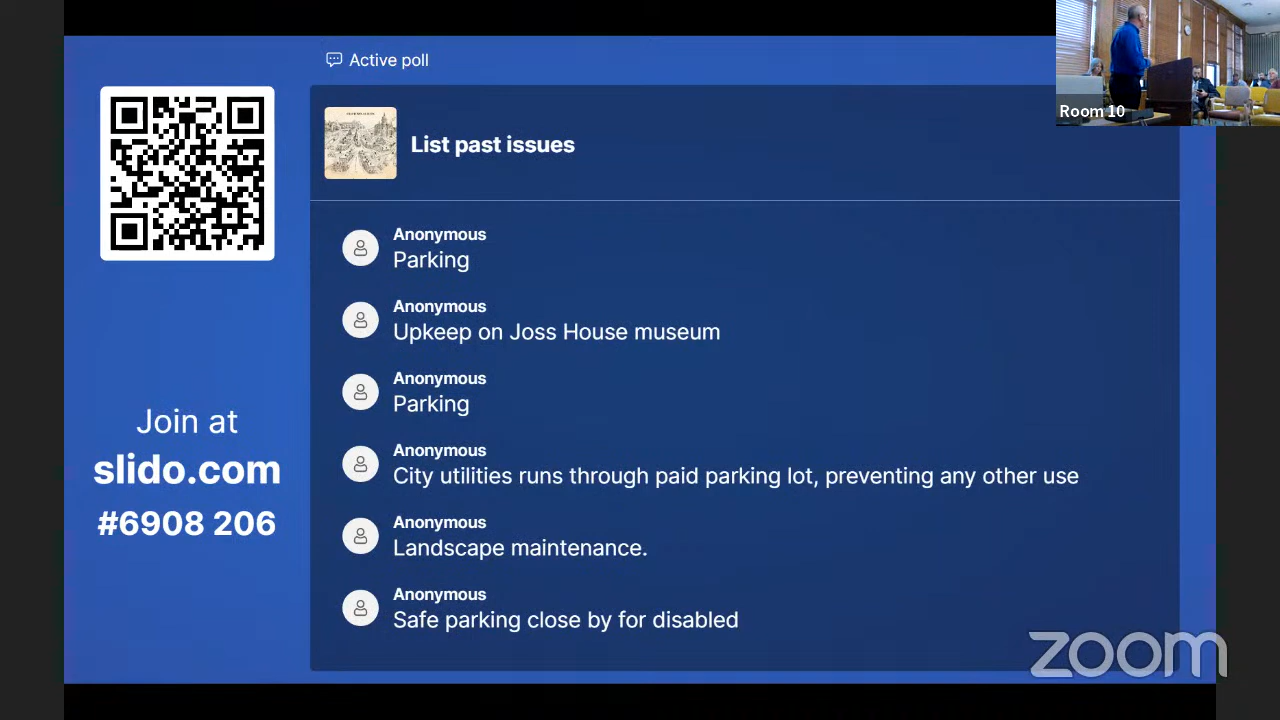 Active poll
List past issues
Room 10
Anonymous
Parking
Anonymous
Upkeep on Joss House museum
Anonymous
Parking
Anonymous
City utilities runs through paid parking lot, preventing any other use
Anonymous
Landscape maintenance.
Anonymous
Safe parking close by for disabled
Join at
slido.com
#6908 206
zoom